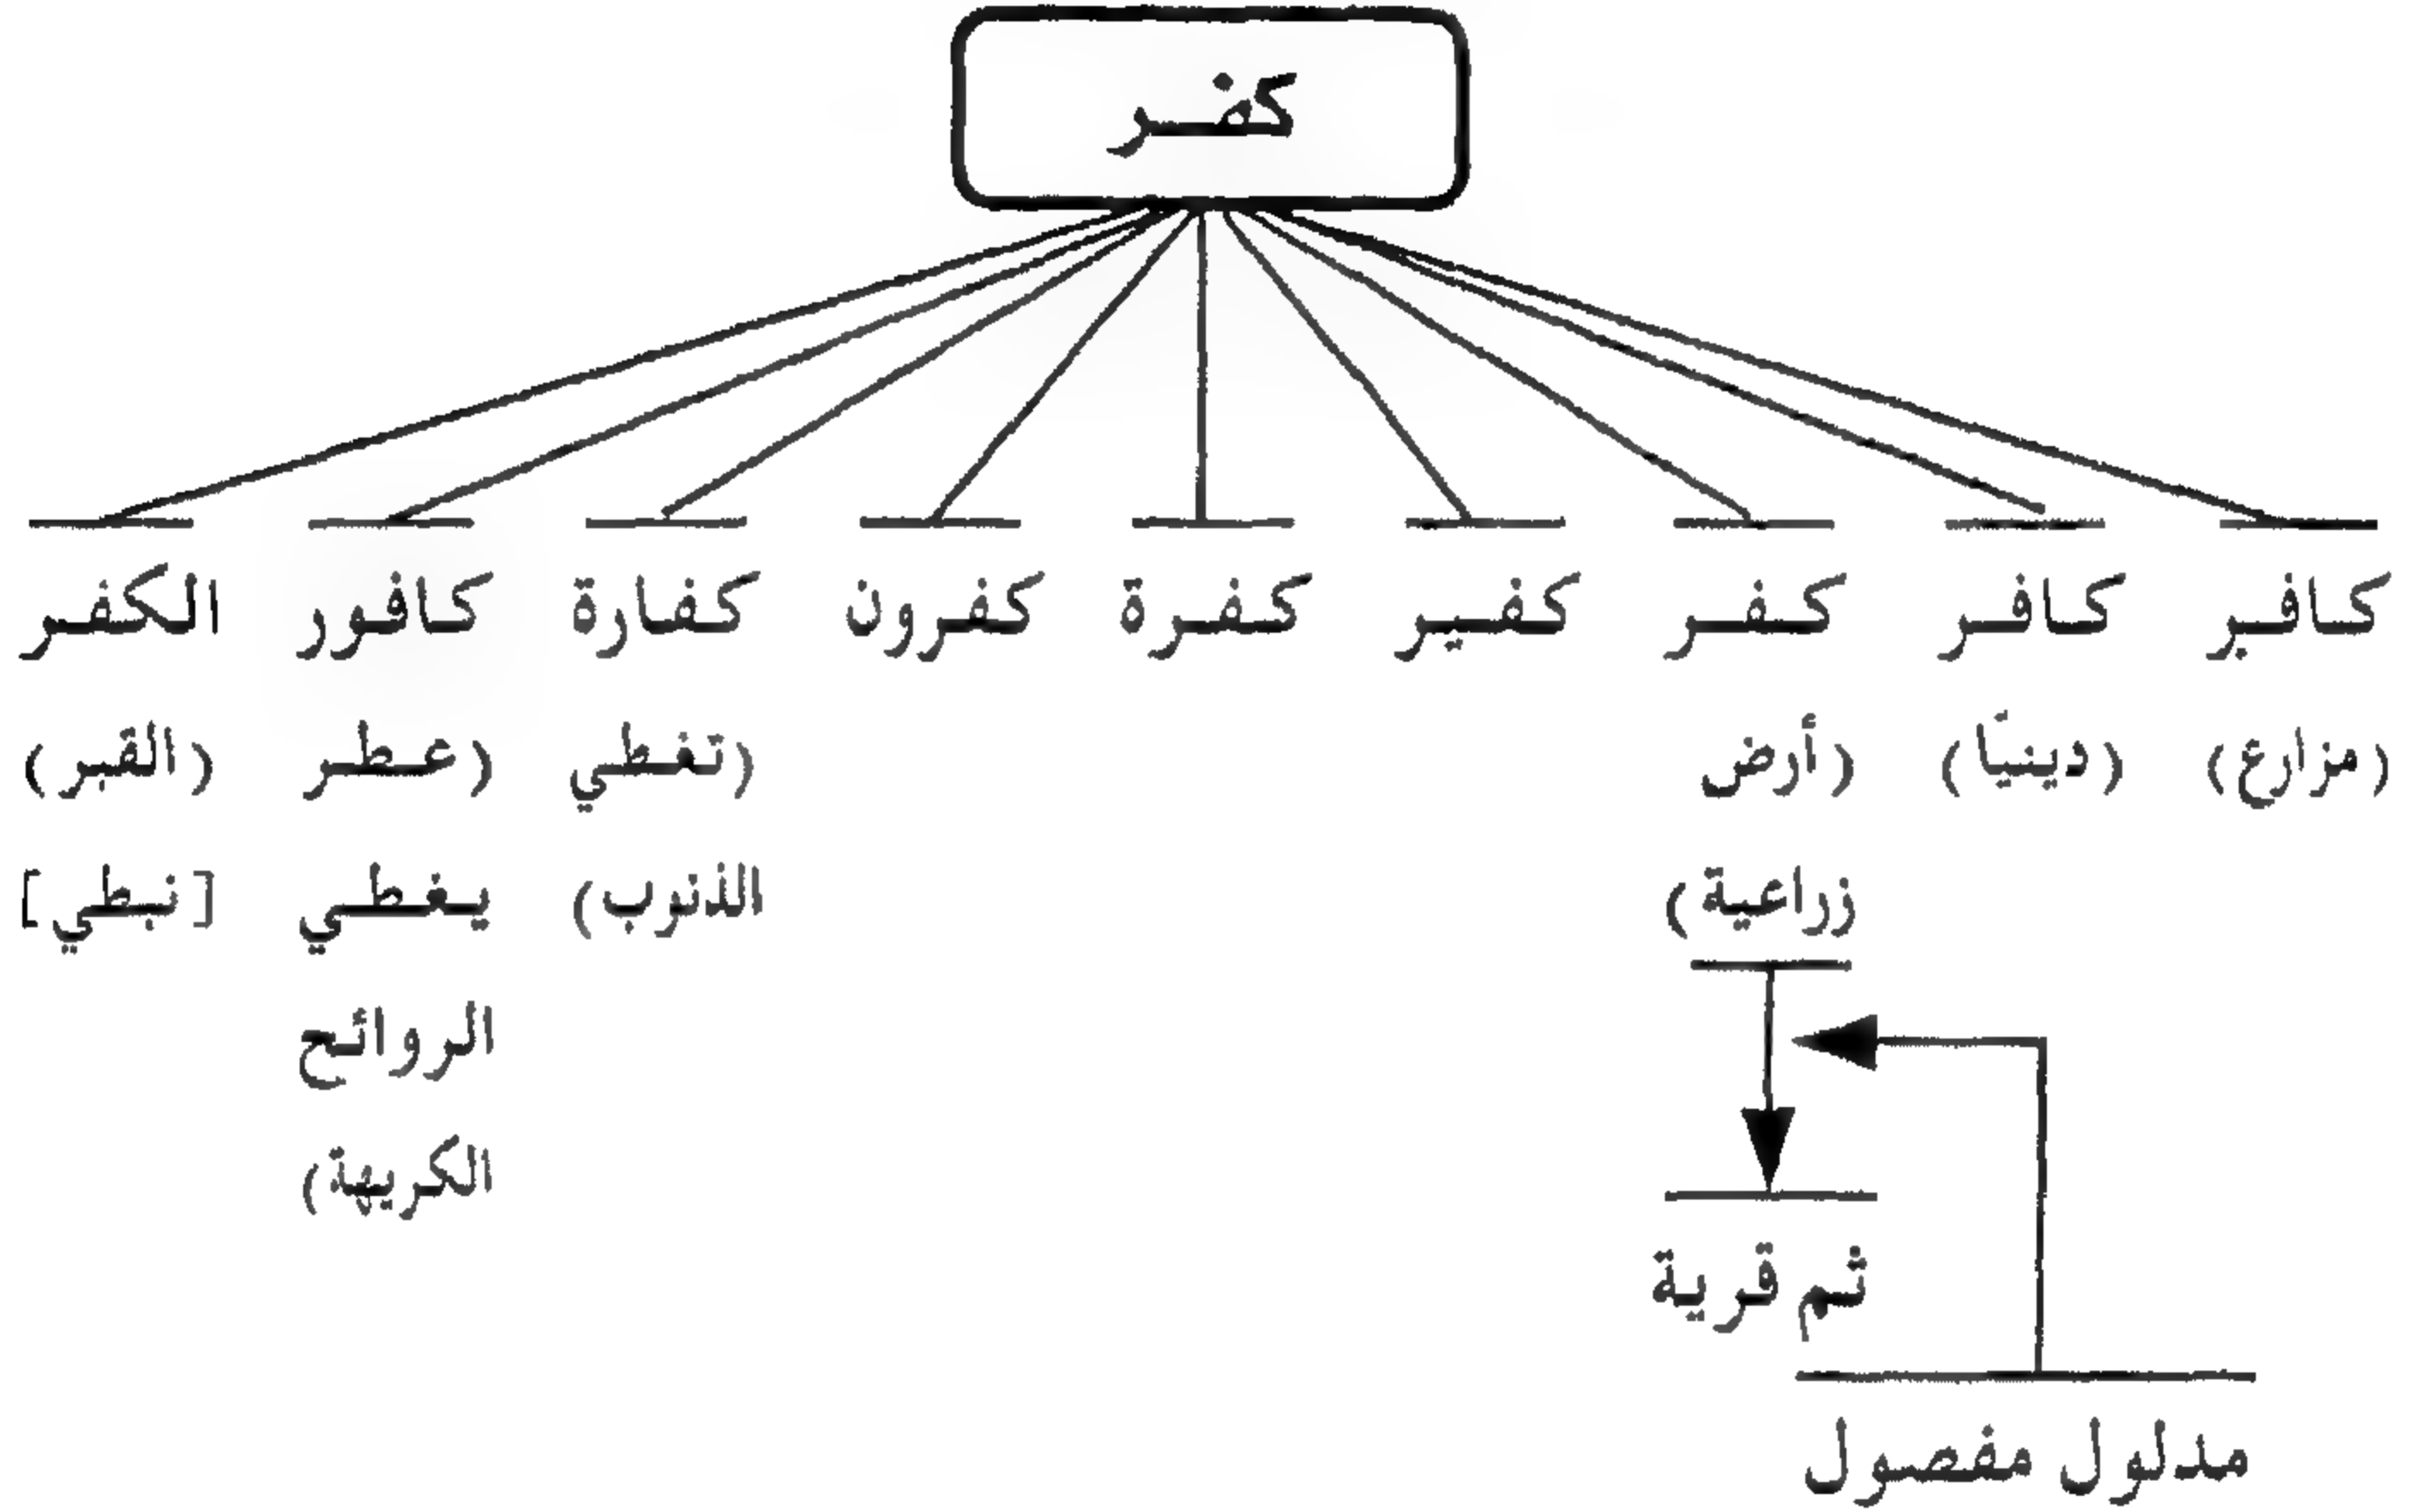 كفر
كافر
(مزارع)
كافر
(دينيًا)
كفر
(أرض
زراعية)
ثم قرية
مدلول مفصول
كفير
كفرة
كفرون
كفارة
(تغطي
الذنوب)
كافور
(عطر
يغطي
الروائح
الكريهة)
الكفر
(القبر)
[نبطي]